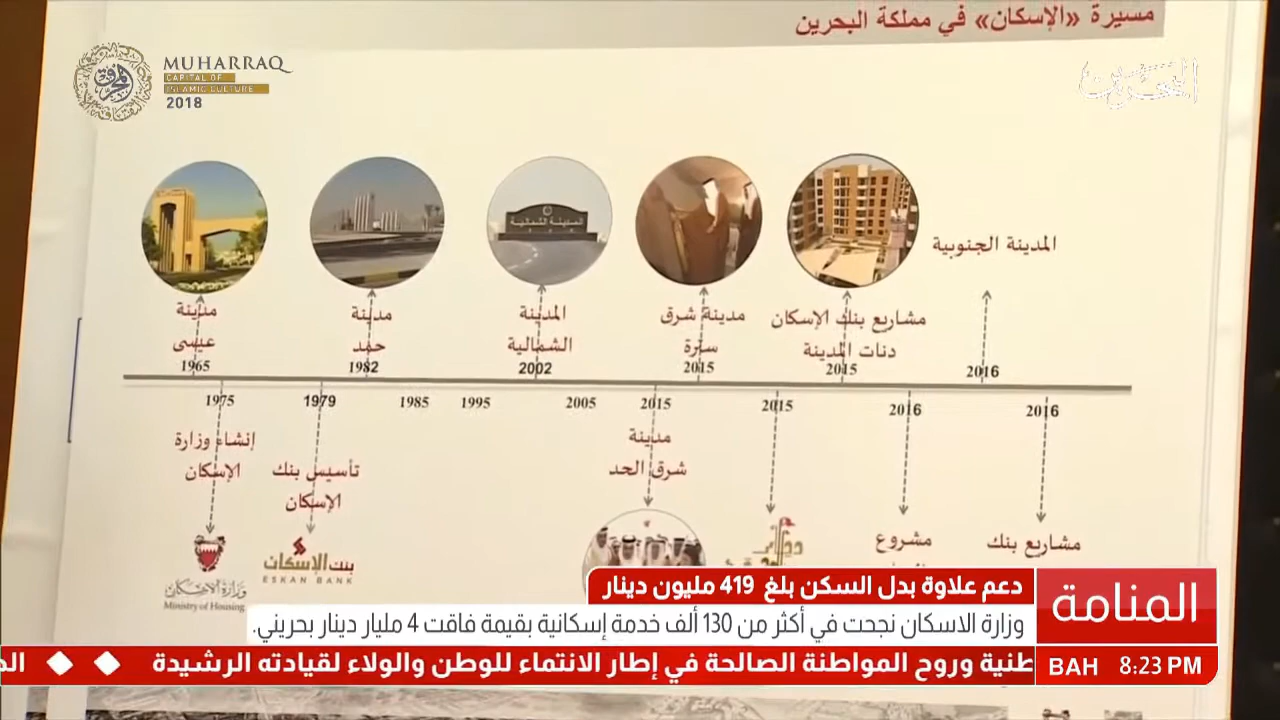 مسيرة «الإسكان» في مملكة البحرين
MUHARRAQ
CAPITAL OF
ISLAMIC CULTURE
2018
البحرين
المدينة الشمالية
المدينة الجنوبية
مدينة
عيسى
1965
مدينة
حمد
1982
المدينة
الشمالية
2002
مدينة شرق
سترة
2015
مشاريع بنك الإسكان
دنات المدينة
2015
2016
1975
1979
1985
1995
2005
2015
2015
2016
2016
إنشاء وزارة
الإسكان
تأسيس بنك
الإسكان
مدينة
شرق الحد
مشروع
مشاريع بنك
وزارة الإسكان
Ministry of Housing
بنك الإسكان
ESKAN BANK
دعم علاوة بدل السكن بلغ 419 مليون دينار
وزارة الاسكان نجحت في أكثر من 130 ألف خدمة إسكانية بقيمة فاقت 4 مليار دينار بحريني.
المنامة
BAH 8:23 PM
طنية وروح المواطنة الصالحة في إطار الانتماء للوطن والولاء لقيادته الرشيدة